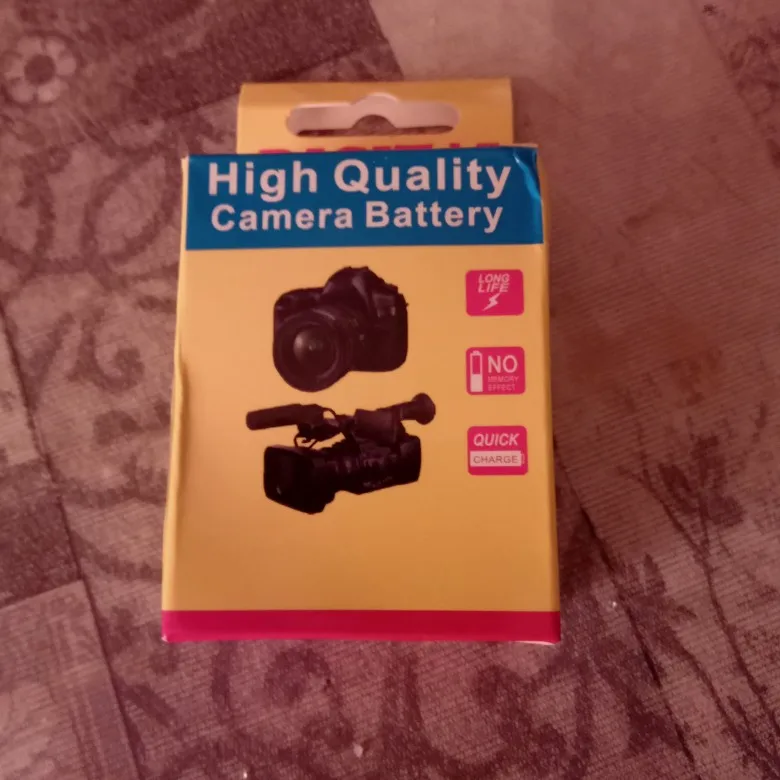 High Quality
Camera Battery
LONG
LIFE
NO
MEMORY
EFFECT
QUICK
CHARGE